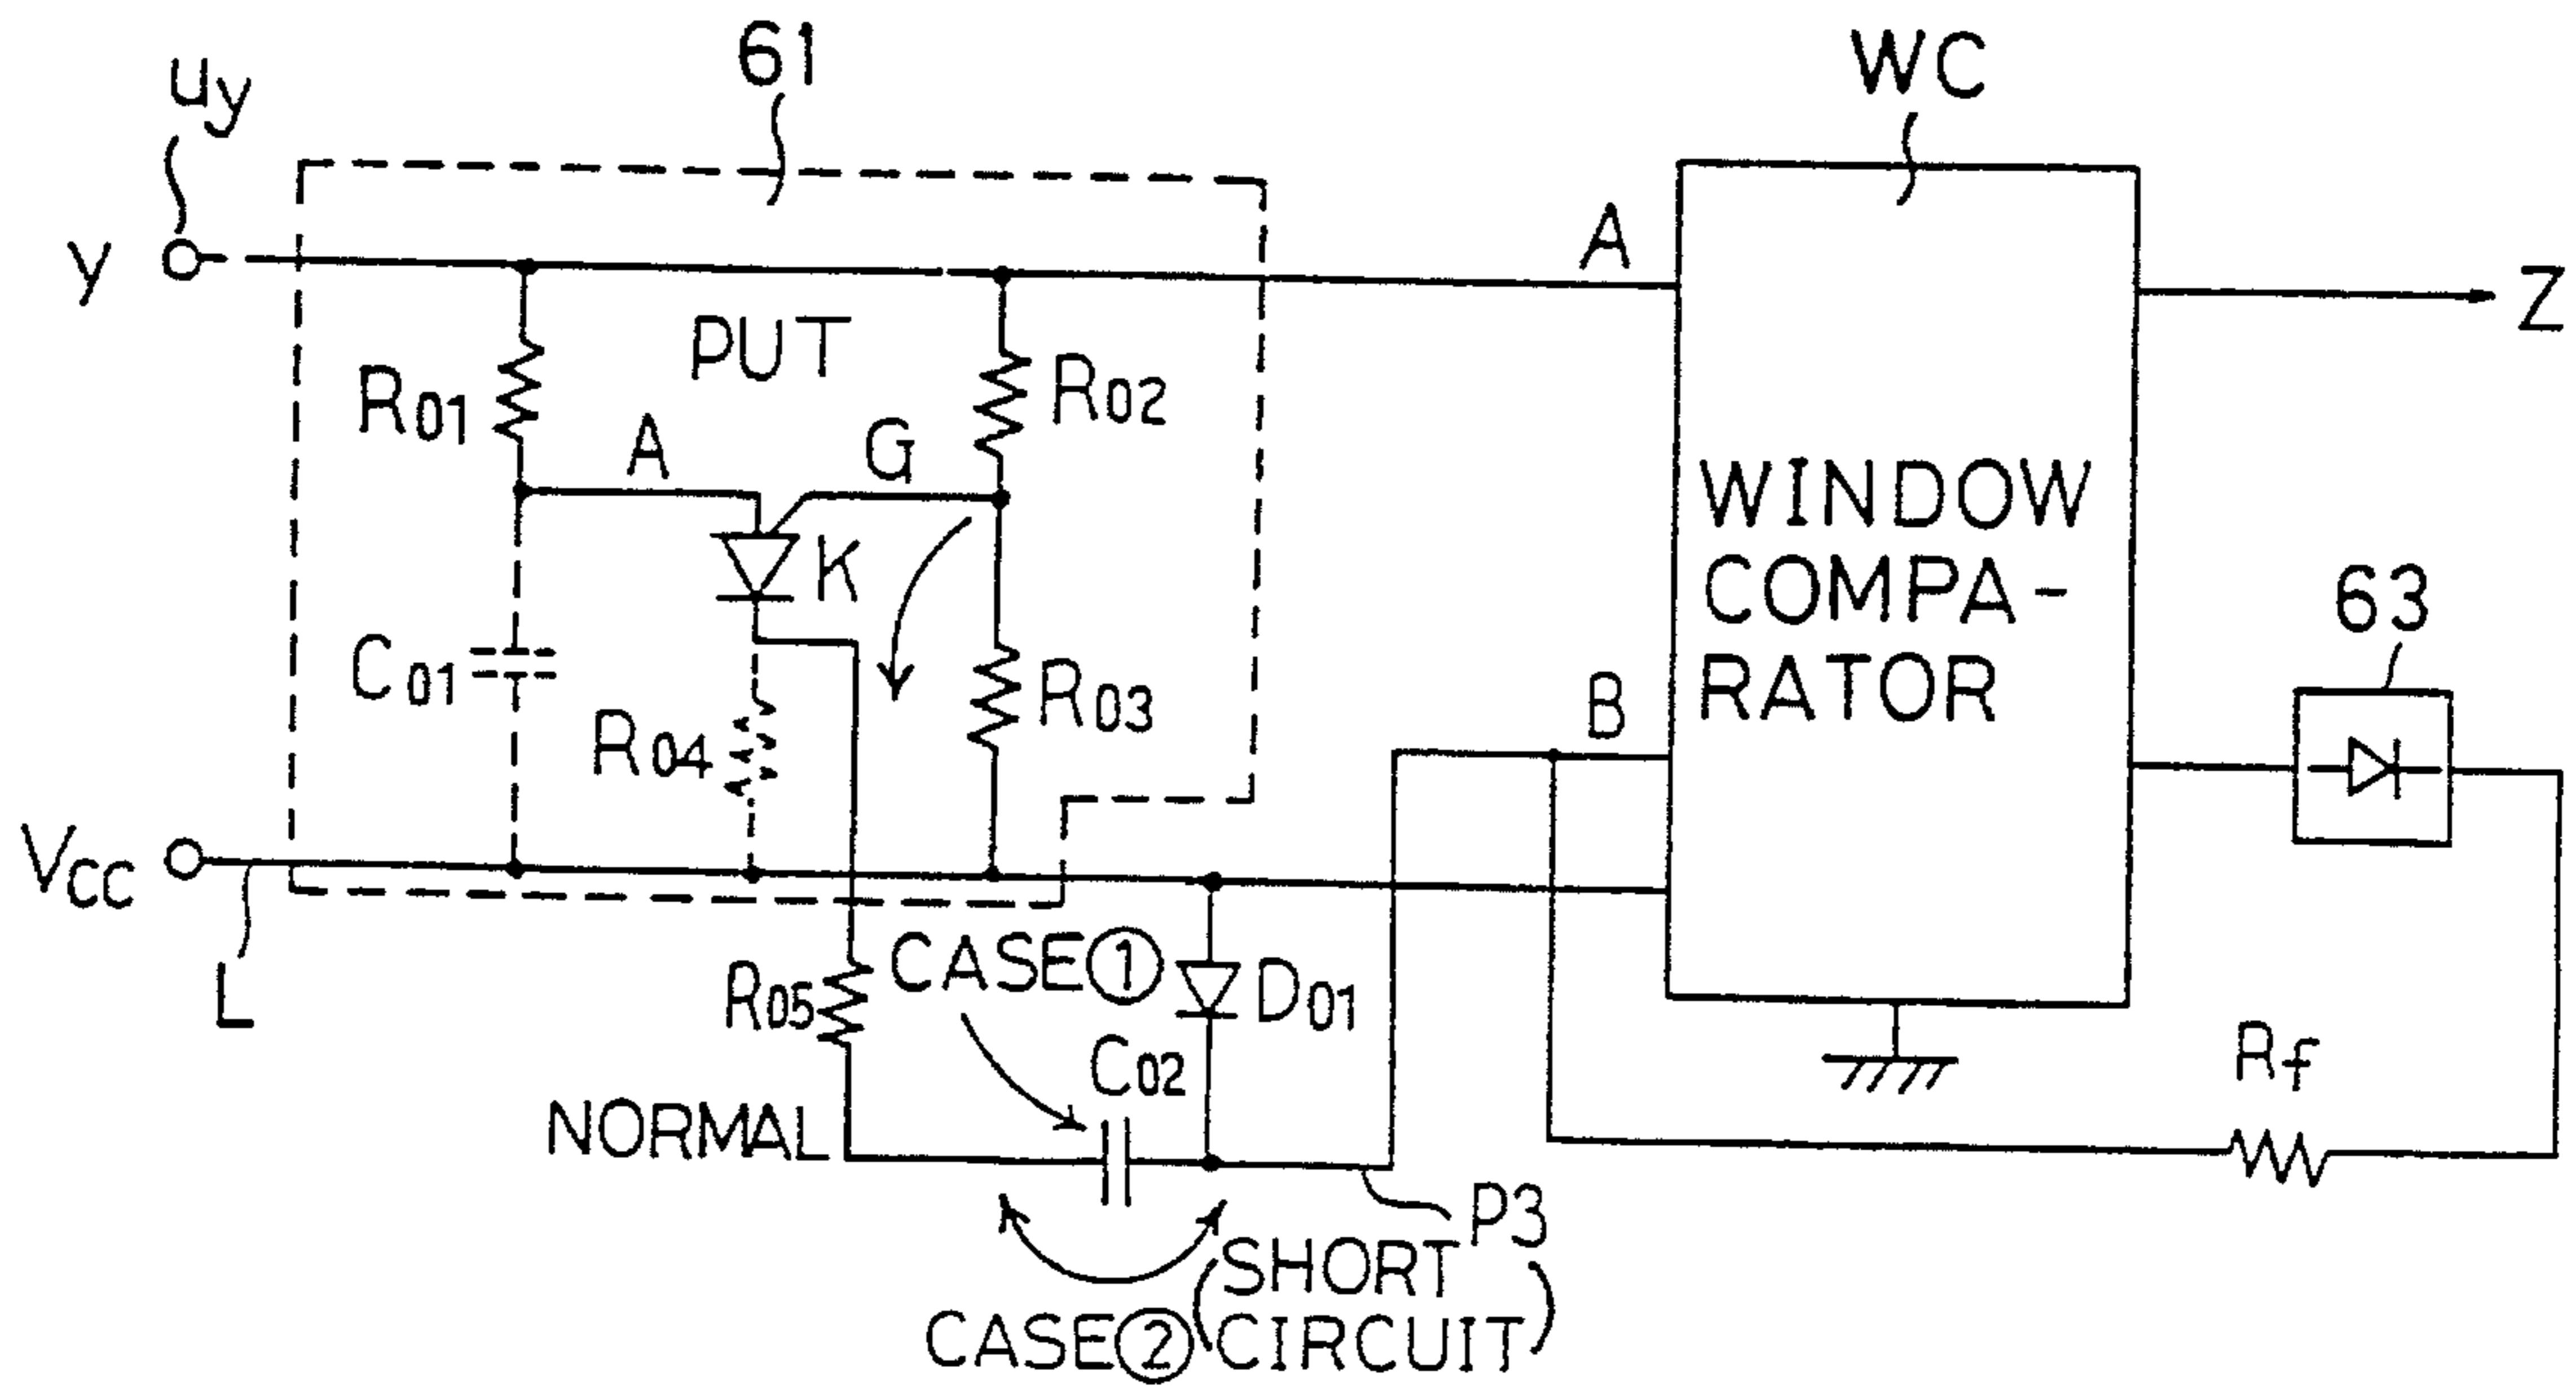 61
uy
WC
y
A
Z
PUT
R01
R02
A
G
K
WINDOW
COMPA-
RATOR
63
C01
R04
R03
B
Vcc
L
R05
CASE①
D01
C02
Rf
NORMAL
P3
CASE② (SHORT
CIRCUIT)